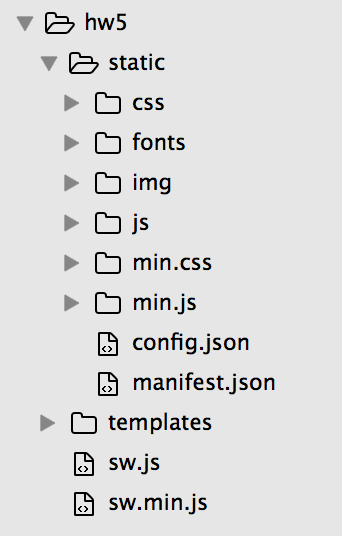 hw5
static
css
fonts
img
js
min.css
min.js
config.json
manifest.json
templates
sw.js
sw.min.js